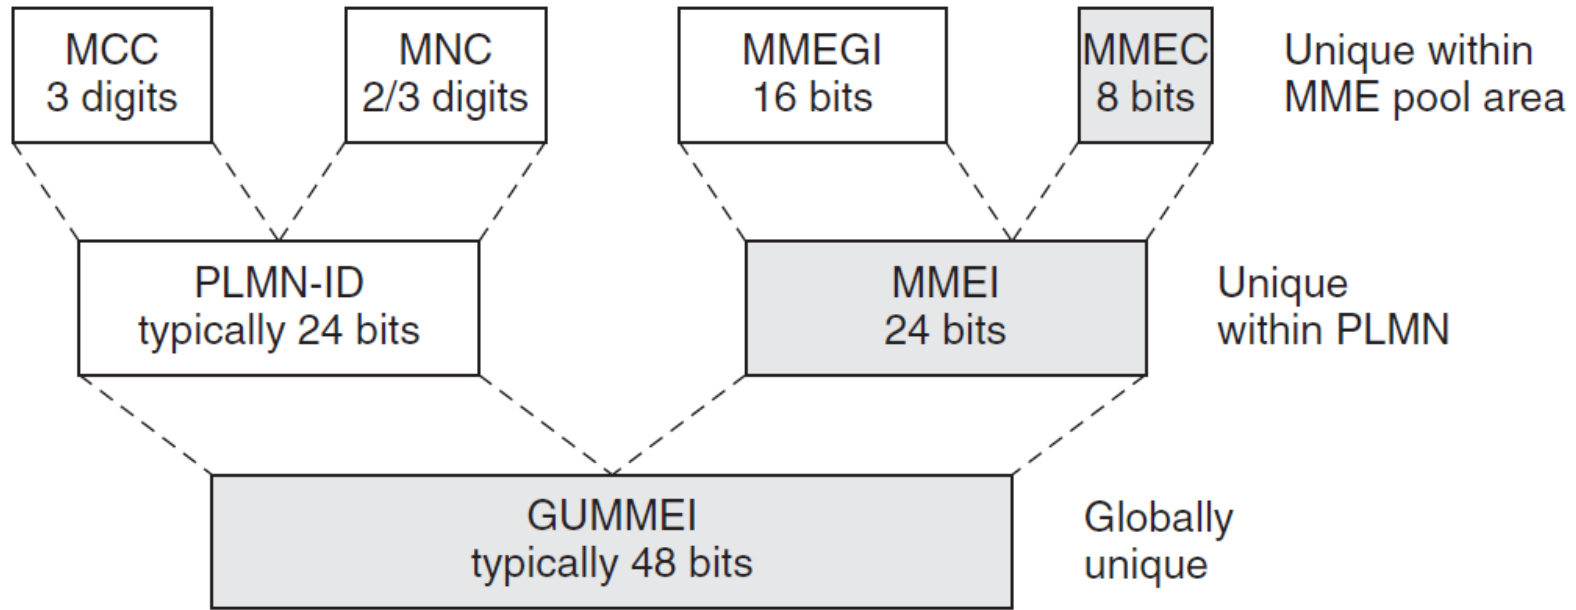 MCC
3 digits
MNC
2/3 digits
MMEGI
16 bits
MMEC
8 bits
Unique within
MME pool area
PLMN-ID
typically 24 bits
MMEI
24 bits
Unique
within PLMN
GUMMEI
typically 48 bits
Globally
unique